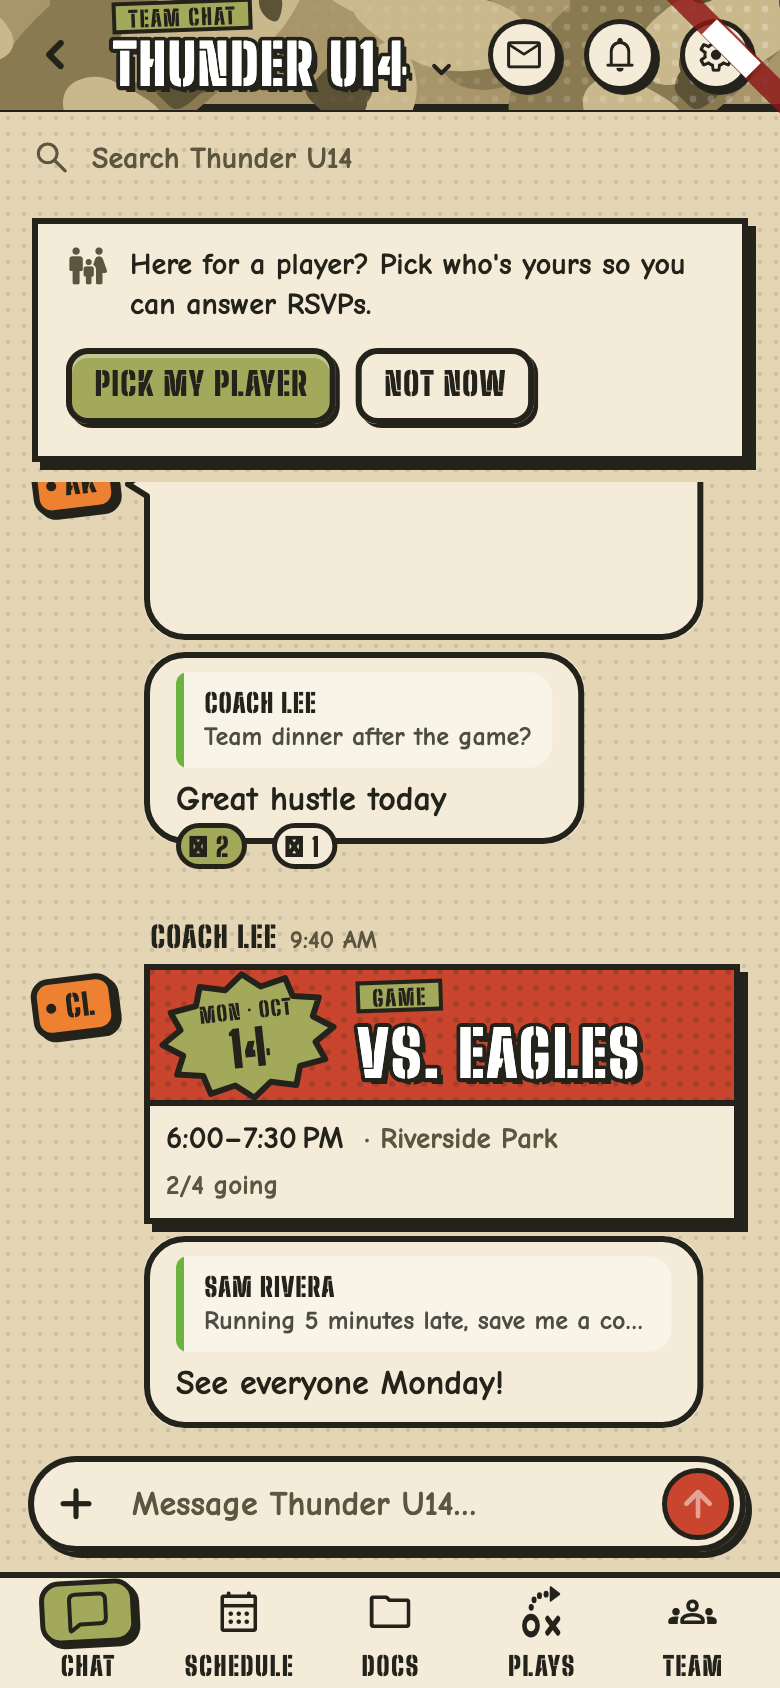 TEAM CHAT
THUNDER U14
Search Thunder U14
Here for a player? Pick who's yours so you
can answer RSVPs.
PICK MY PLAYER
NOT NOW
COACH LEE
Team dinner after the game?
Great hustle today
2
1
COACH LEE 9:40 AM
• CL
MON · OCT
14
GAME
VS. EAGLES
6:00–7:30 PM · Riverside Park
2/4 going
SAM RIVERA
Running 5 minutes late, save me a co...
See everyone Monday!
Message Thunder U14...
CHAT
SCHEDULE
DOCS
PLAYS
TEAM